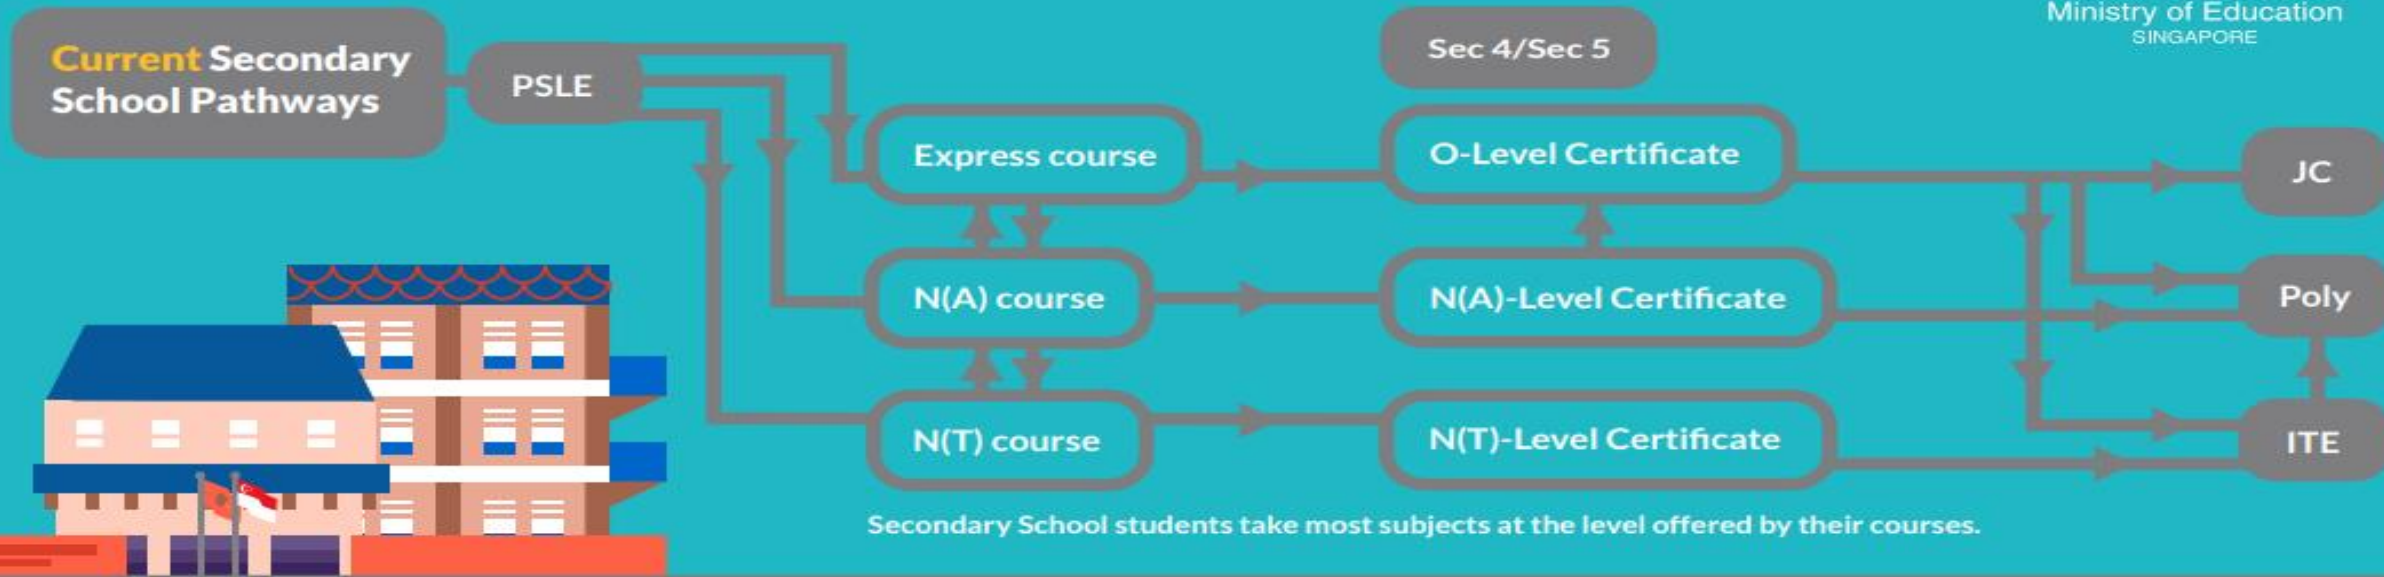 Current Secondary
School Pathways
PSLE
Sec 4/Sec 5
Ministry of Education
SINGAPORE
Express course
O-Level Certificate
JC
N(A) course
N(A)-Level Certificate
Poly
N(T) course
N(T)-Level Certificate
ITE
Secondary School students take most subjects at the level offered by their courses.